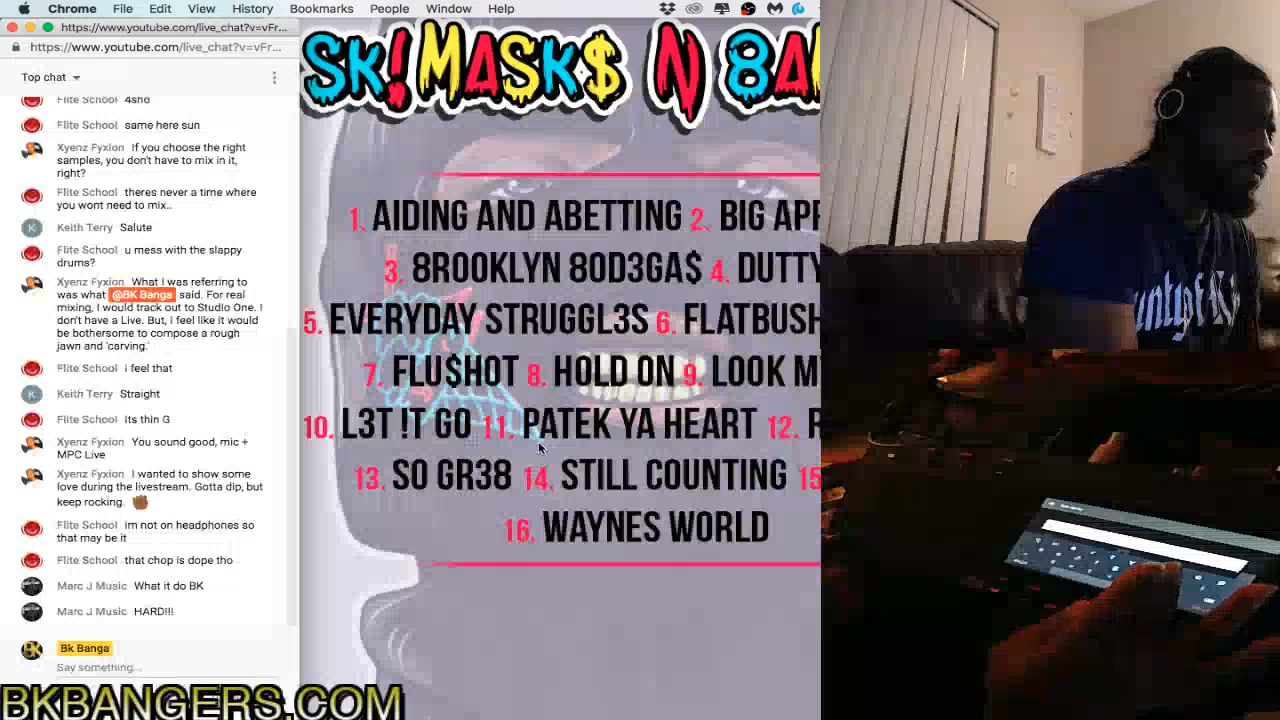 Chrome File Edit View History Bookmarks People Window Help
https://www.youtube.com/live_chat?v=vFr...
https://www.youtube.com/live_chat?v=vFr...
Top chat
Flite School 4sho
Flite School same here sun
Xyenz Fyxion If you choose the right
samples, you don't have to mix in it,
right?
Flite School theres never a time where
you wont need to mix..
Keith Terry Salute
Flite School u mess with the slappy
drums?
Xyenz Fyxion What I was referring to
was what @BK Banga said. For real
mixing, I would track out to Studio One. I
don't have a Live. But, I feel like it would
be bothersome to compose a rough
jawn and 'carving.'
Flite School i feel that
Keith Terry Straight
Flite School Its thin G
Xyenz Fyxion You sound good, mic +
MPC Live
Xyenz Fyxion I wanted to show some
love during the livestream. Gotta dip, but
keep rocking.
Flite School im not on headphones so
that may be it
Flite School that chop is dope tho
Marc J Music What it do BK
Marc J Music HARD!!!
Bk Banga
Say something...
BKBANGERS.COM
SK!MASK$ N 8A
1. AIDING AND ABETTING 2. BIG APP
3. 8ROOKLYN 8OD3GA$ 4. DUTTY
5. EVERYDAY STRUGGL3S 6. FLATBUSH
7. FLU$HOT 8. HOLD ON 9. LOOK M
10. L3T !T GO 11. PATEK YA HEART 12. R
13. SO GR38 14. STILL COUNTING 15
16. WAYNES WORLD